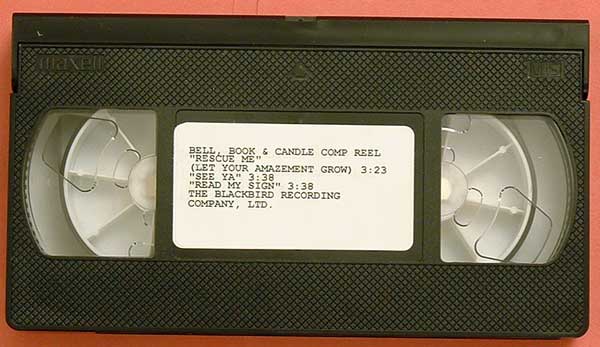 maxell
VHS
BELL, BOOK & CANDLE COMP REEL
"RESCUE ME"
(LET YOUR AMAZEMENT GROW) 3:23
"SEE YA" 3:38
"READ MY SIGN" 3:38
THE BLACKBIRD RECORDING
COMPANY, LTD.